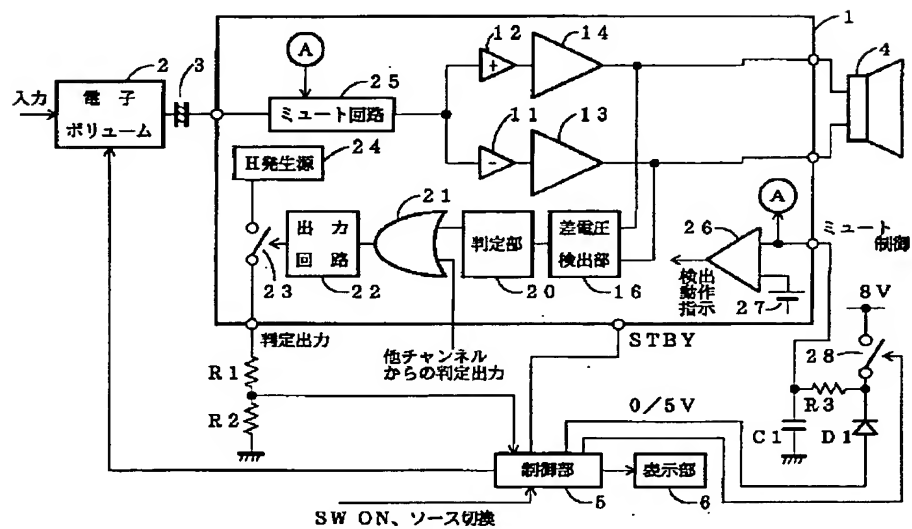 1
2
3
4
入力
電子
ボリューム
A
25
ミュート回路
12
14
+
11
13
-
24
H発生源
23
出力
回路
22
21
判定部
20
差電圧
検出部
16
A
26
ミュート
制御
検出
動作
指示
27
8V
28
判定出力
他チャンネル
からの判定出力
STBY
R1
R2
0/5V
R3
C1
D1
制御部
5
表示部
6
SW ON、ソース切換